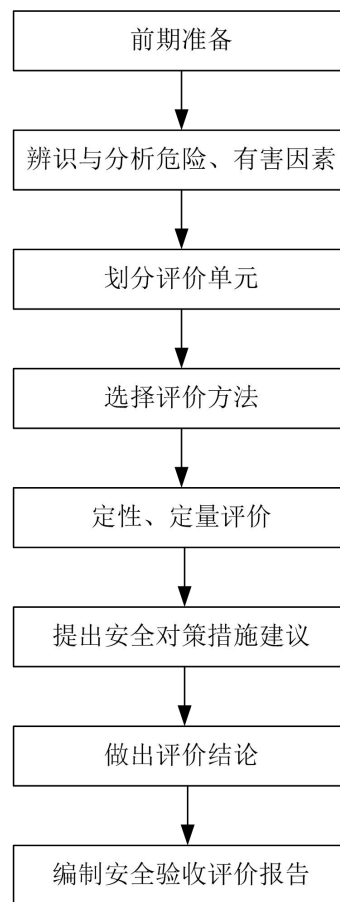 前期准备
辨识与分析危险、有害因素
划分评价单元
选择评价方法
定性、定量评价
提出安全对策措施建议
做出评价结论
编制安全验收评价报告